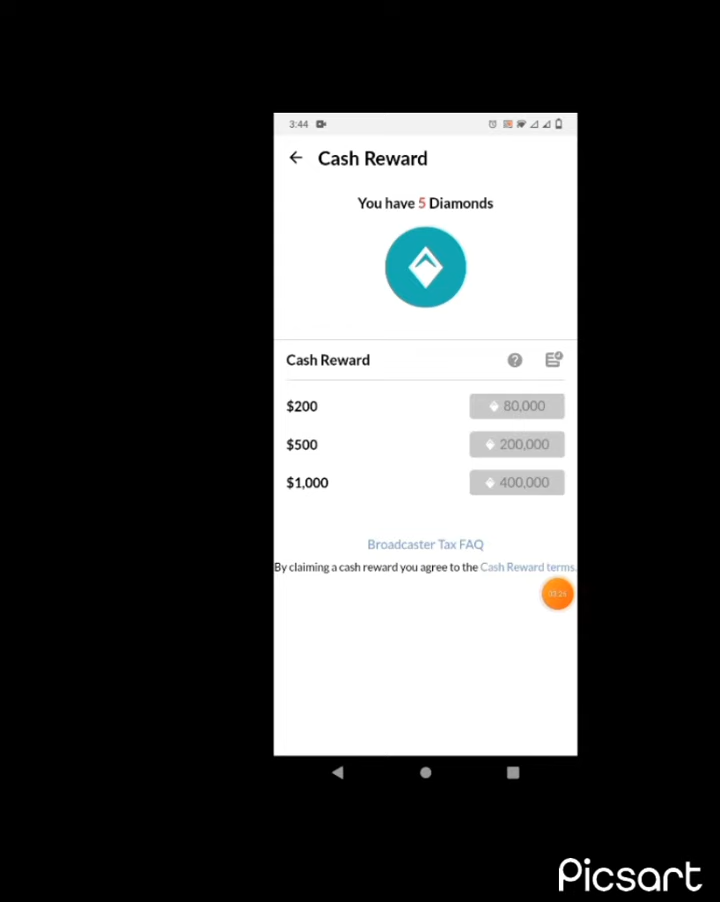 3:44
Cash Reward
You have 5 Diamonds
Cash Reward
$200 80,000
$500 200,000
$1,000 400,000
Broadcaster Tax FAQ
By claiming a cash reward you agree to the Cash Reward terms.
Picsart